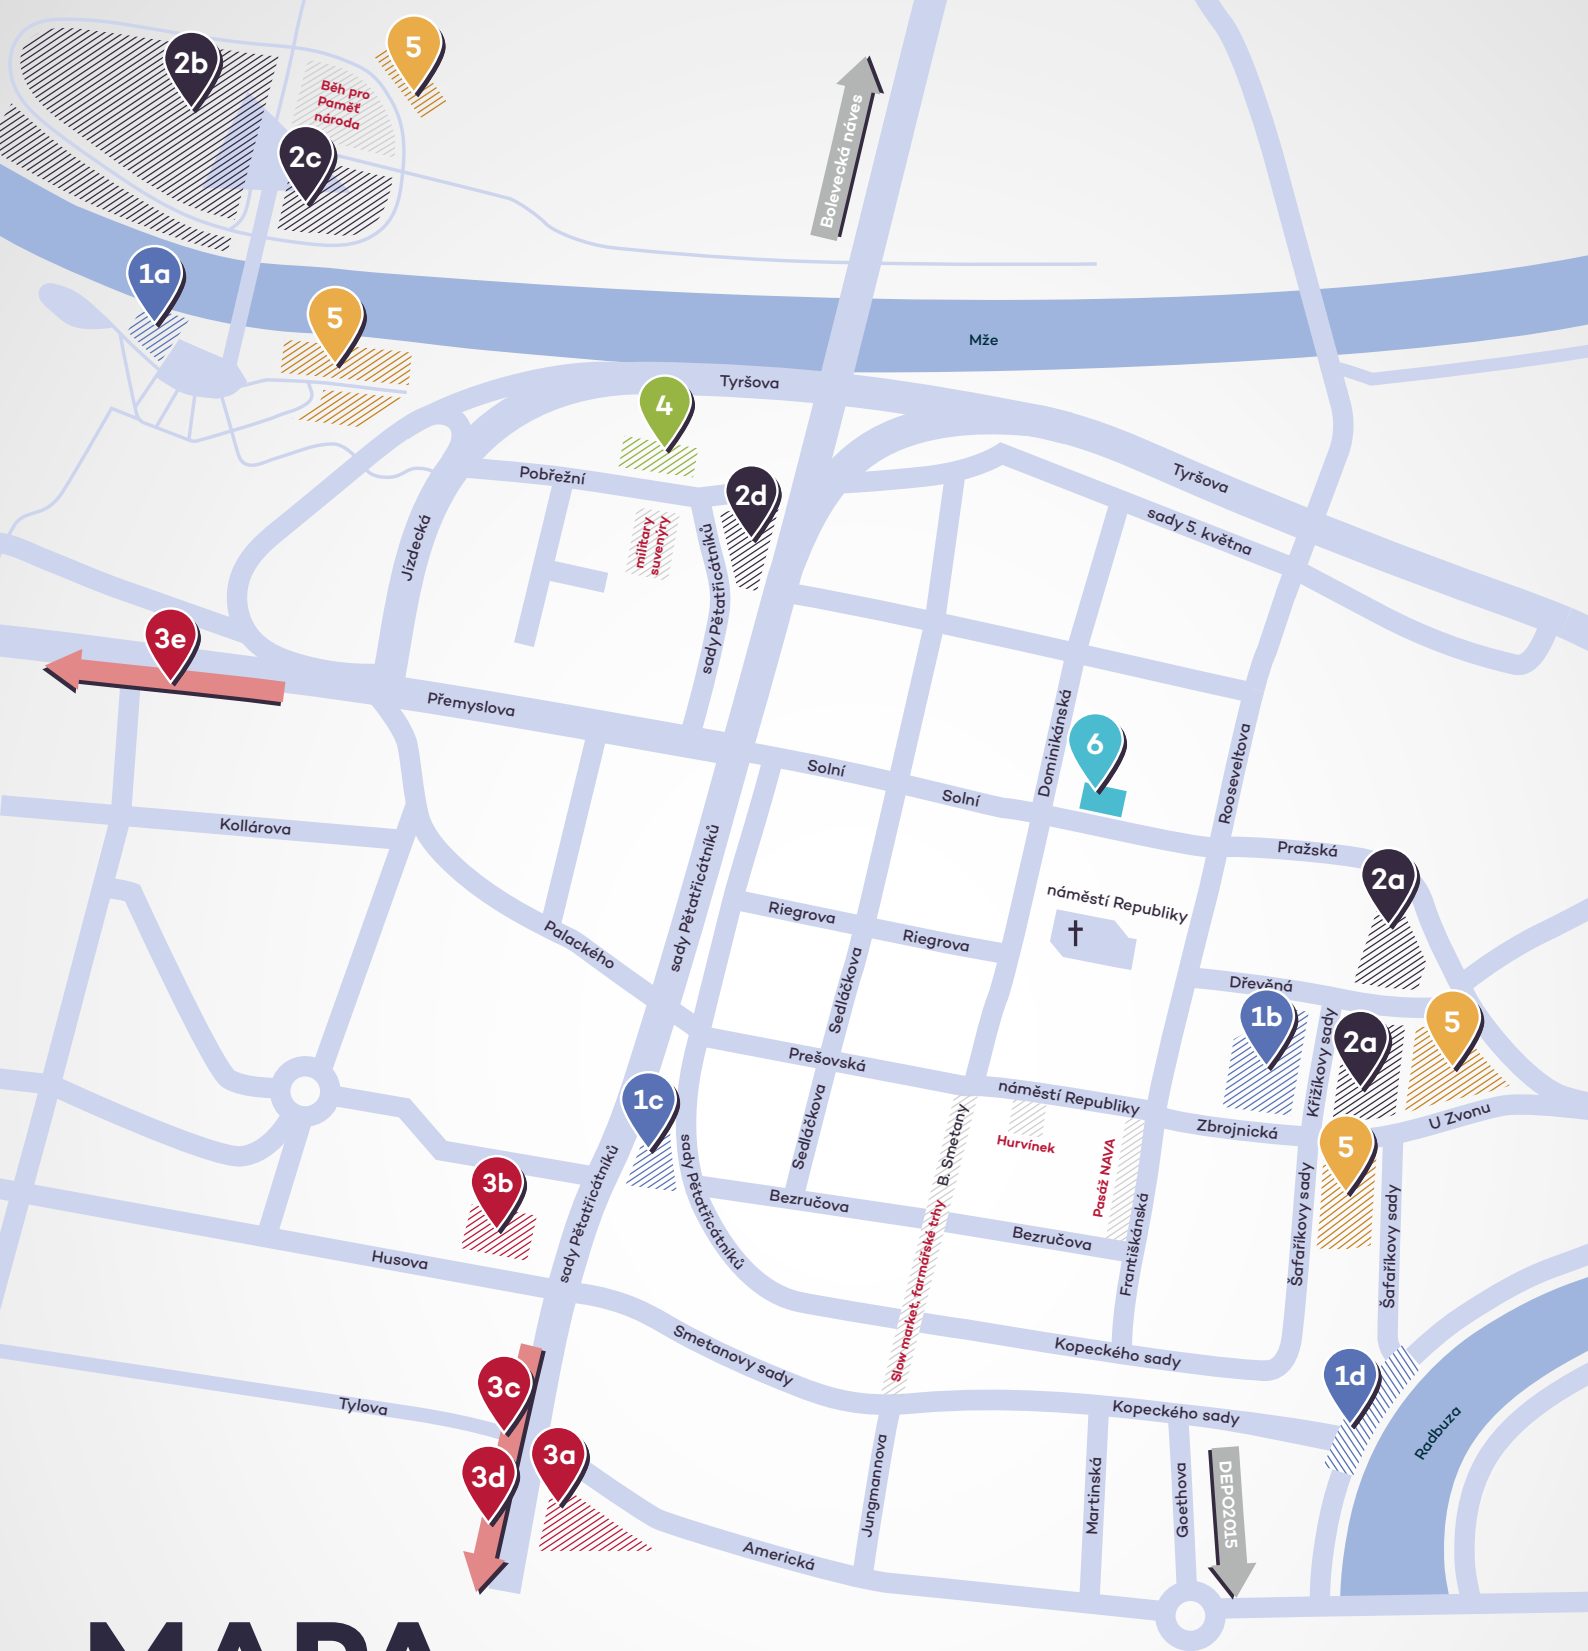 2b
5
Běh pro
Paměť
národa
2c
Bolevecká náves
1a
5
Mže
Tyršova
4
Pobřežní
2d
Tyršova
sady 5. května
military
suvenýry
Jízdecká
sady Pětatřicátníků
3e
Přemyslova
Dominikánská
6
Rooseveltova
Solní
Solní
Kollárova
Pražská
2a
sady Pětatřicátníků
náměstí Republiky
Riegrova
Riegrova
Palackého
Sedláčkova
Dřevěná
1b
2a
5
Křižíkovy sady
Prešovská
náměstí Republiky
1c
Sedláčkova
B. Smetany
Hurvínek
Pasáž NAVA
Zbrojnická
U Zvonu
5
3b
sady Pětatřicátníků
sady Pětatřicátníků
Bezručova
Bezručova
Františkánská
Šafaříkovy sady
Šafaříkovy sady
Husova
Slow market, farmářské trhy
Smetanovy sady
Kopeckého sady
1d
3c
Tylova
Kopeckého sady
Radbuza
3a
3d
Jungmannova
Martinská
Goethova
DEPO2015
Americká
MAPA